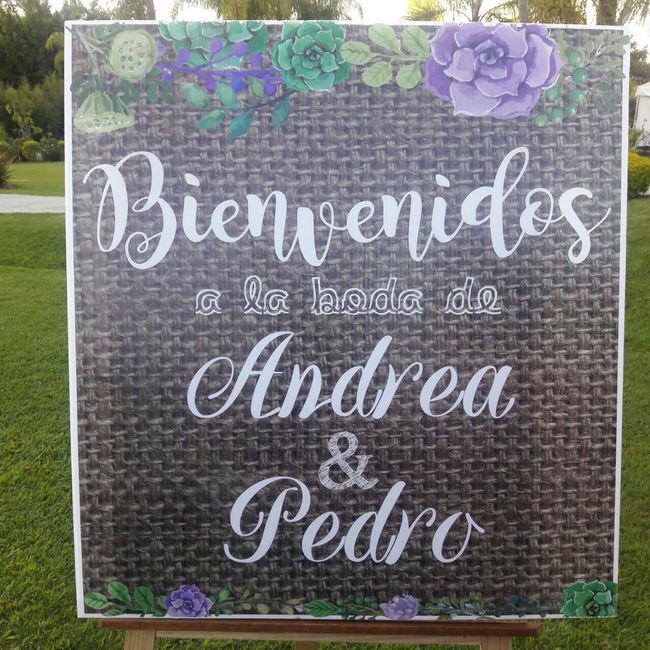 Bienvenidos
a la boda de
Andrea
&
Pedro